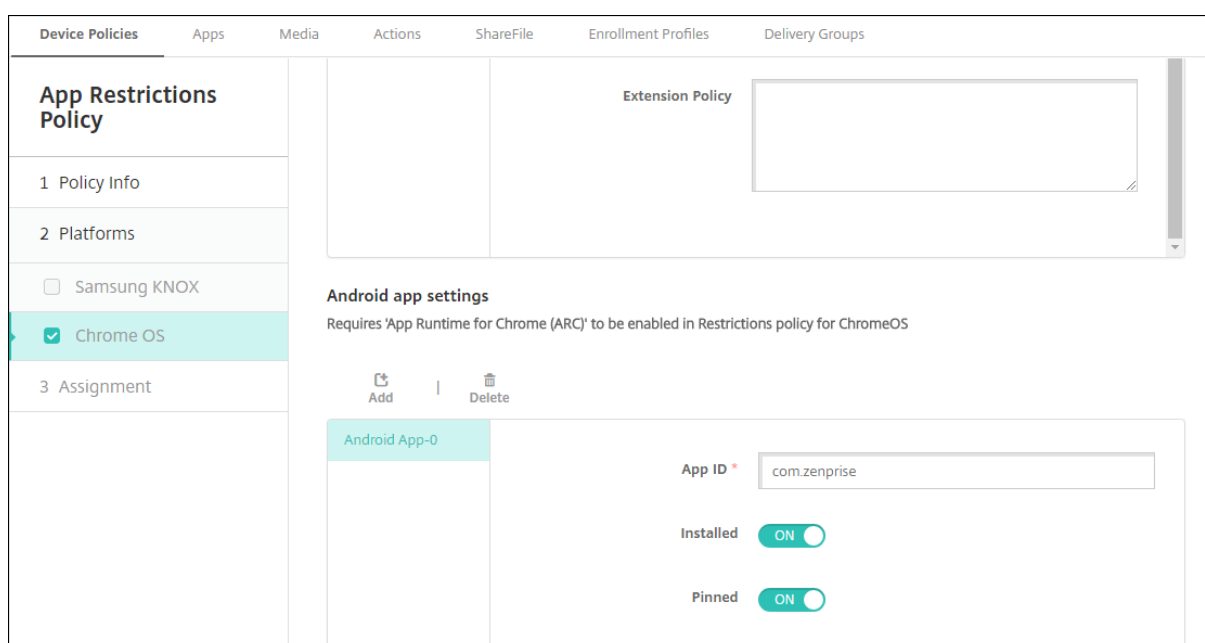 Device Policies Apps Media Actions ShareFile Enrollment Profiles Delivery Groups
App Restrictions
Policy
1 Policy Info
2 Platforms
Samsung KNOX
Chrome OS
3 Assignment
Extension Policy
Android app settings
Requires 'App Runtime for Chrome (ARC)' to be enabled in Restrictions policy for ChromeOS
Add | Delete
Android App-0
App ID * com.zenprise
Installed ON
Pinned ON